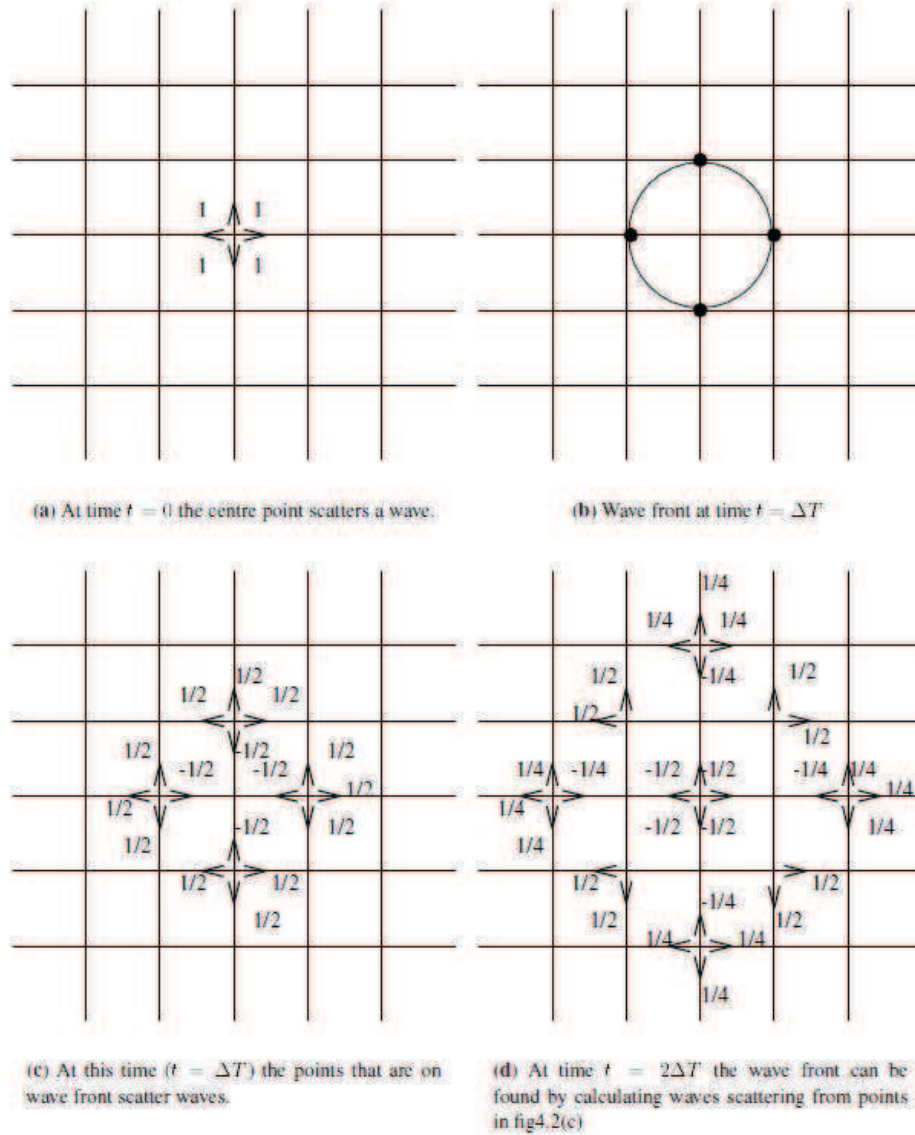 1 1
1 1
(a) At time t = 0 the centre point scatters a wave.
(b) Wave front at time t = ΔT
1/2
1/2 1/2
1/2 -1/2 1/2
-1/2 -1/2
1/2 1/2
-1/2
1/2 1/2
1/2 1/2
1/2
1/4
1/4 1/4
-1/4
1/2 1/2
1/2 1/2
1/4 -1/4 -1/2 -1/2 -1/4 1/4
1/4 1/4
-1/2 -1/2 1/4
1/4
1/2 1/2
-1/4
1/2 1/2
1/4 1/4
1/4
(c) At this time (t = ΔT) the points that are on
wave front scatter waves.
(d) At time t = 2ΔT the wave front can be
found by calculating waves scattering from points
in fig4.2(c)